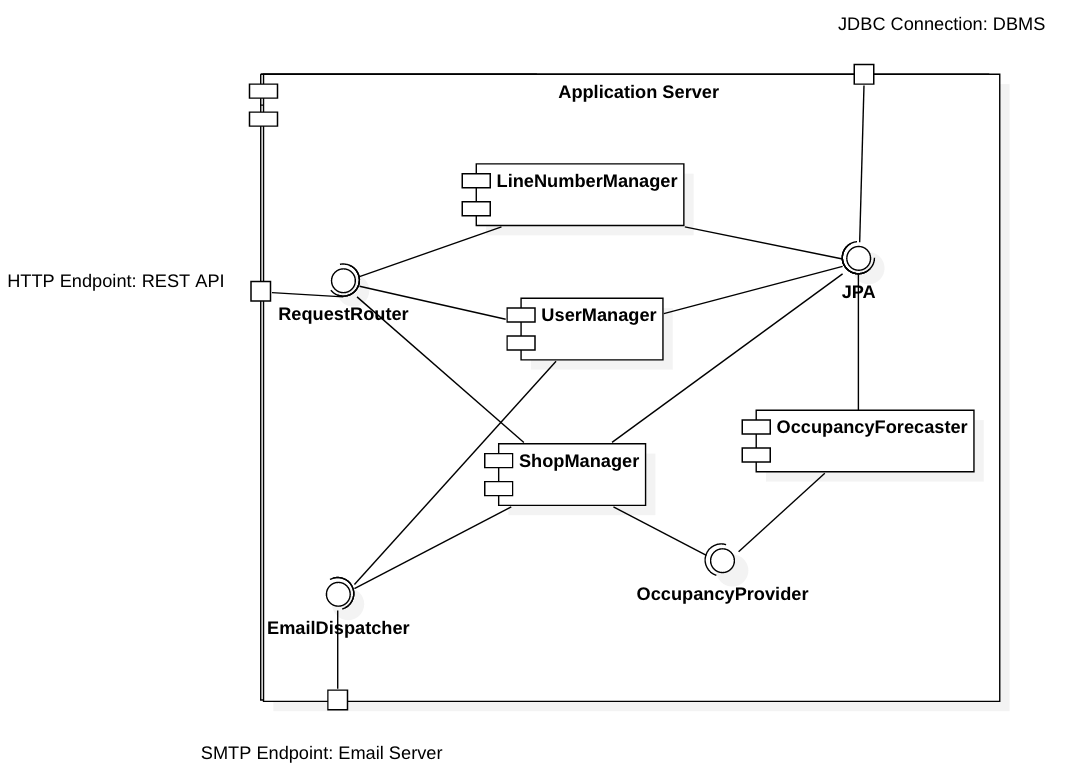 JDBC Connection: DBMS
Application Server
LineNumberManager
HTTP Endpoint: REST API
JPA
RequestRouter
UserManager
OccupancyForecaster
ShopManager
OccupancyProvider
EmailDispatcher
SMTP Endpoint: Email Server